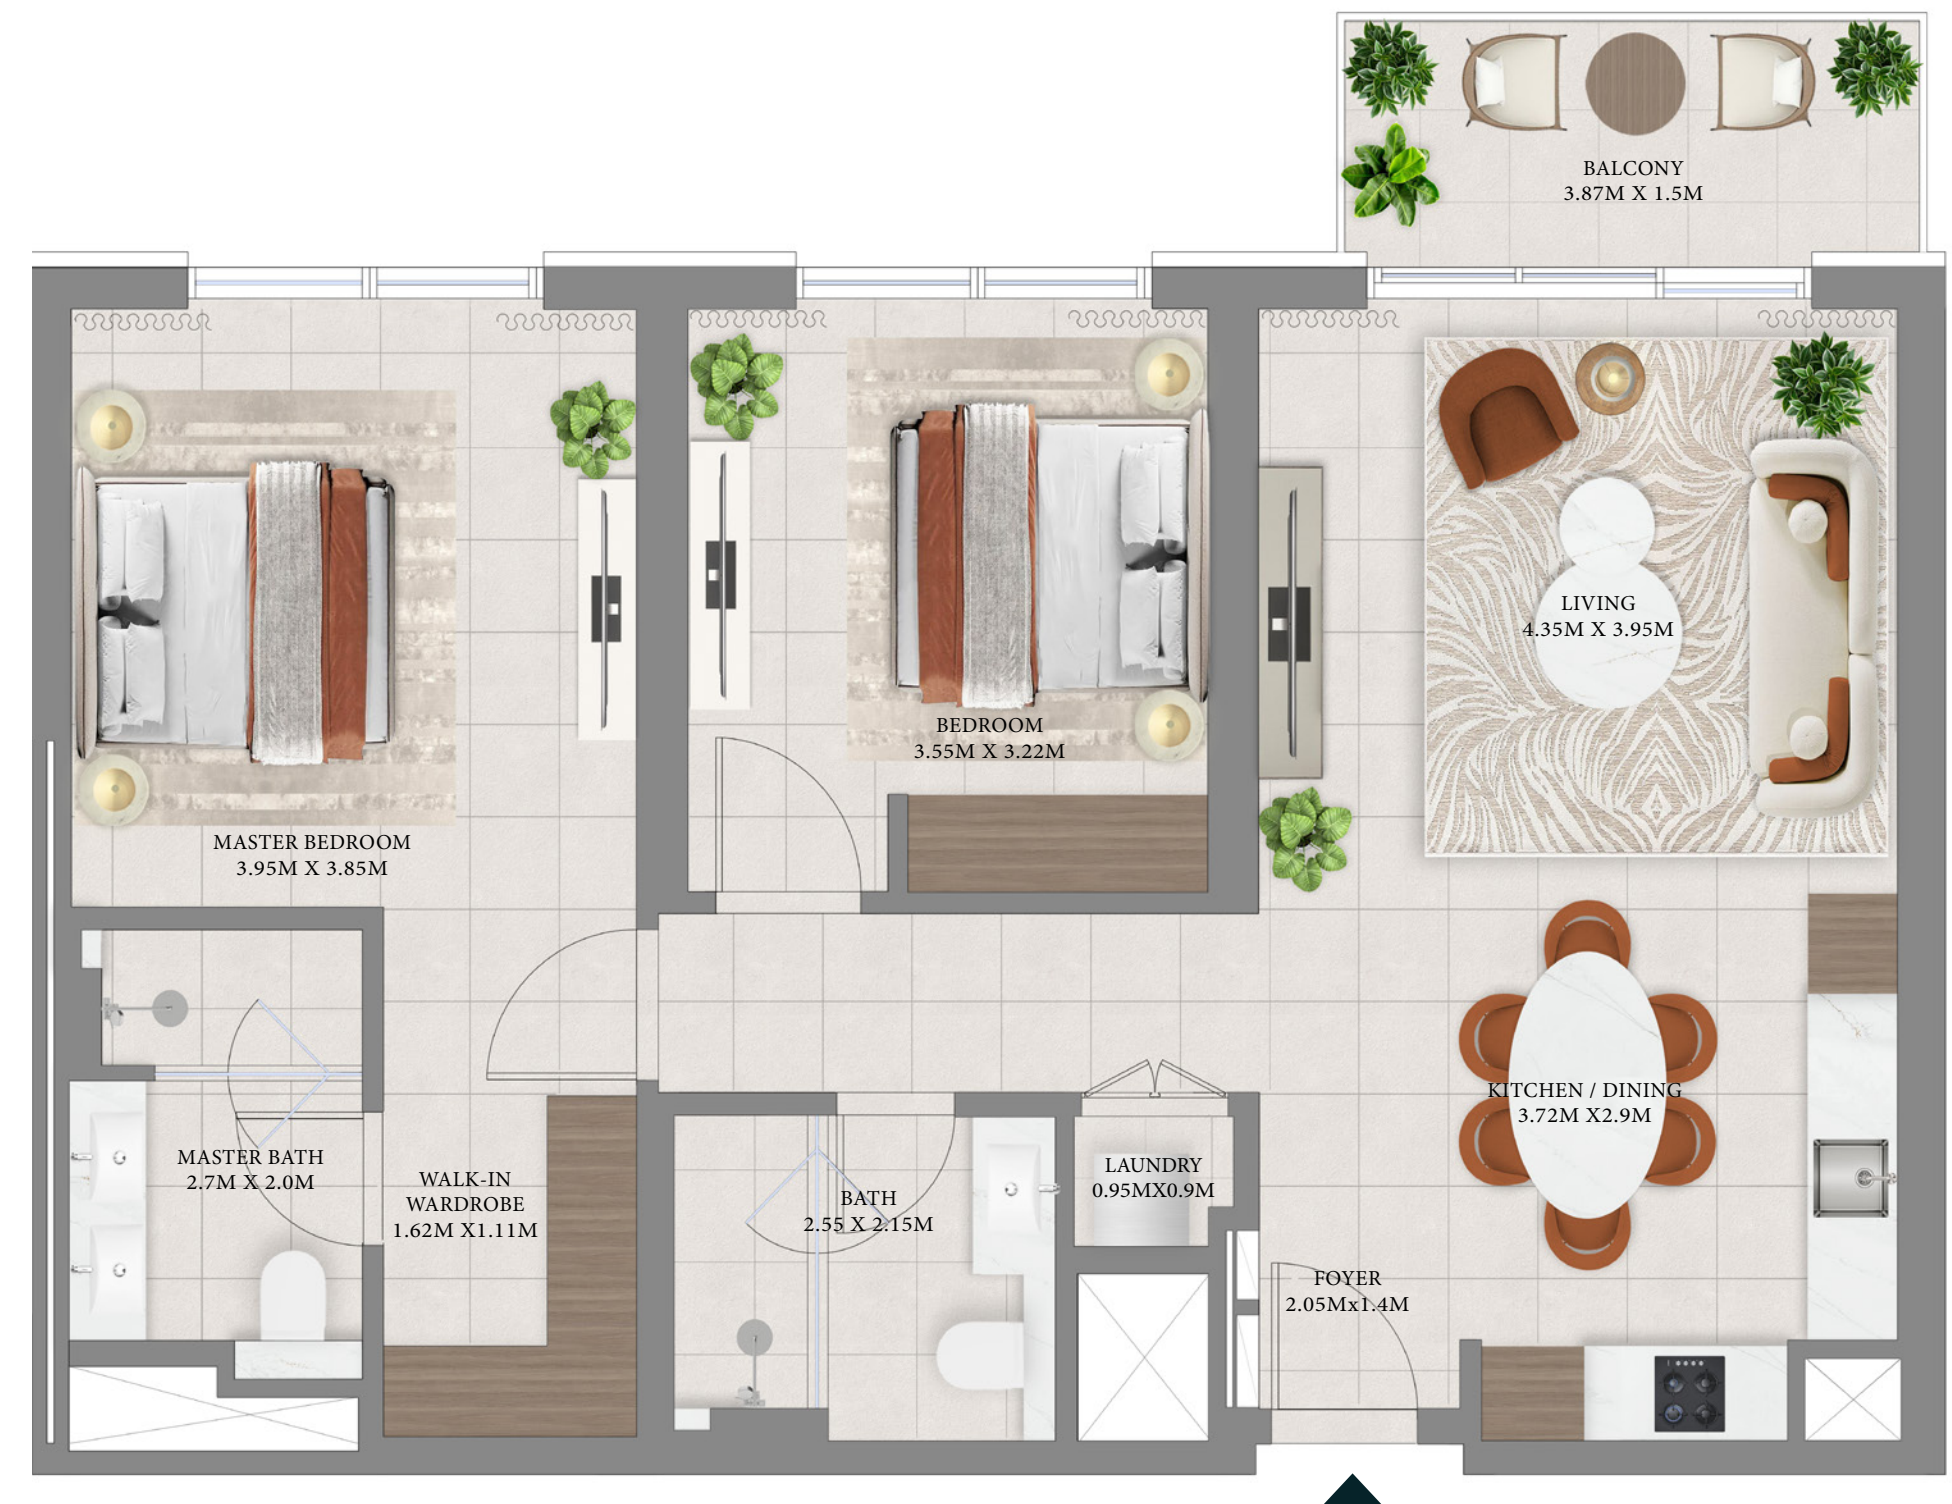 BALCONY
3.87M X 1.5M
LIVING
4.35M X 3.95M
BEDROOM
3.55M X 3.22M
MASTER BEDROOM
3.95M X 3.85M
KITCHEN / DINING
3.72M X2.9M
MASTER BATH
2.7M X 2.0M
WALK-IN
WARDROBE
1.62M X1.11M
BATH
2.55 X 2.15M
LAUNDRY
0.95MX0.9M
FOYER
2.05Mx1.4M